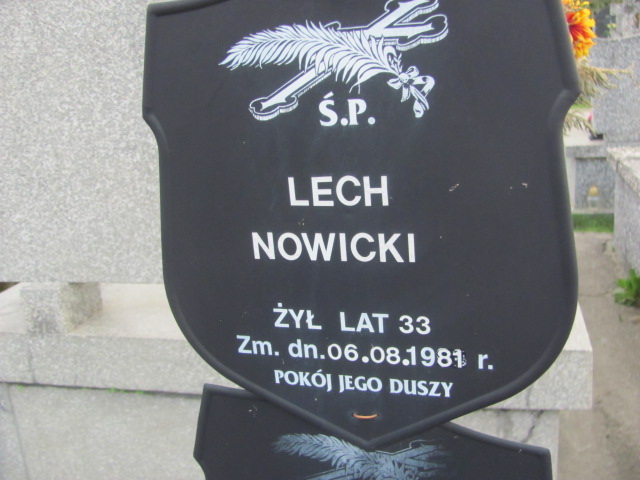 Ś.P.
LECH
NOWICKI
ŻYŁ LAT 33
Zm. dn. 06.08.1981 r.
POKÓJ JEGO DUSZY